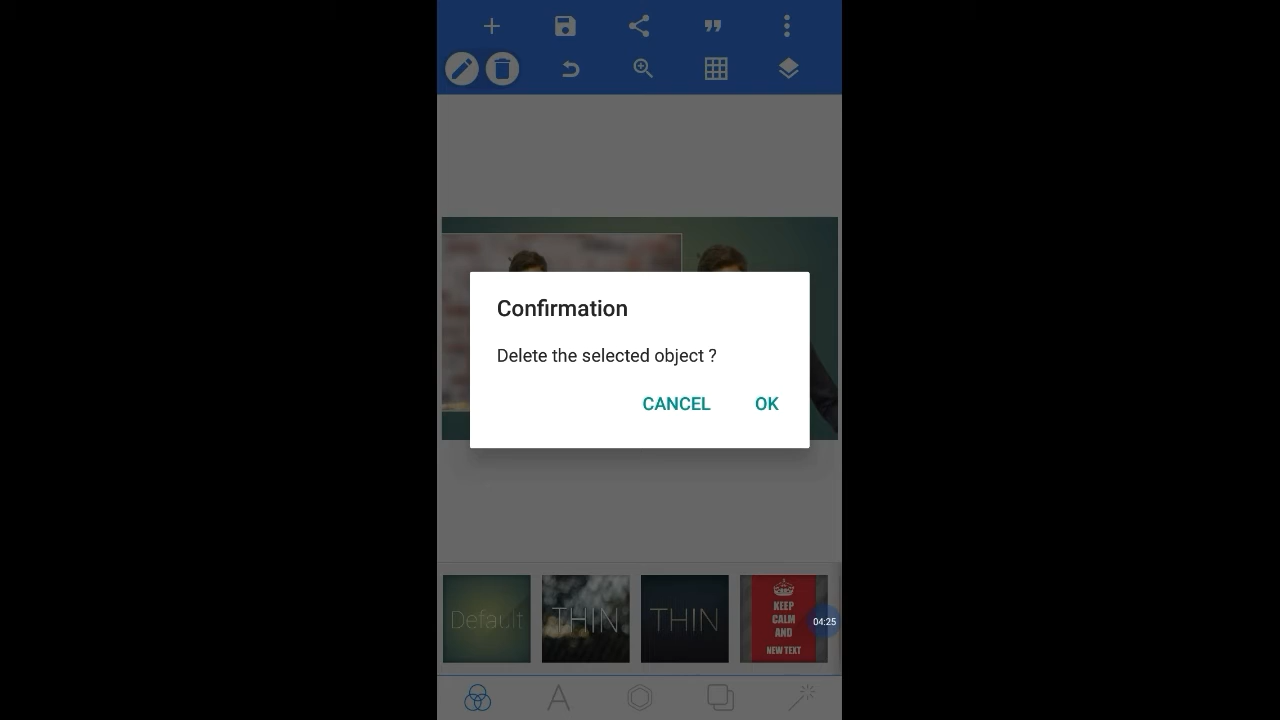 Confirmation
Delete the selected object ?
CANCEL
OK
Default
THIN
THIN
KEEP
CALM
AND
NEW TEXT
04:25
A